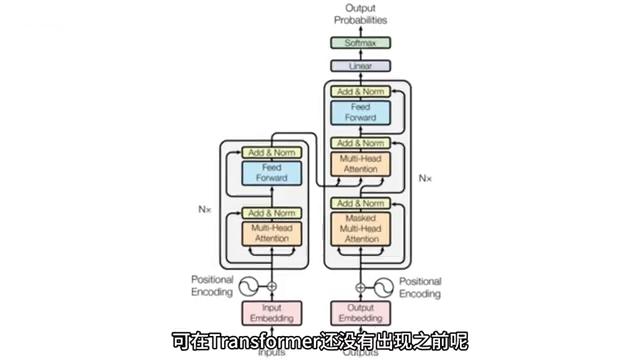 Output
Probabilities
Softmax
Linear
Add & Norm
Feed
Forward
Add & Norm
Multi-Head
Attention
Nx
Add & Norm
Masked
Multi-Head
Attention
Positional
Encoding
Output
Embedding
Outputs
Add & Norm
Feed
Forward
Nx
Add & Norm
Multi-Head
Attention
Positional
Encoding
Input
Embedding
Inputs
可在Transformer还没有出现之前呢